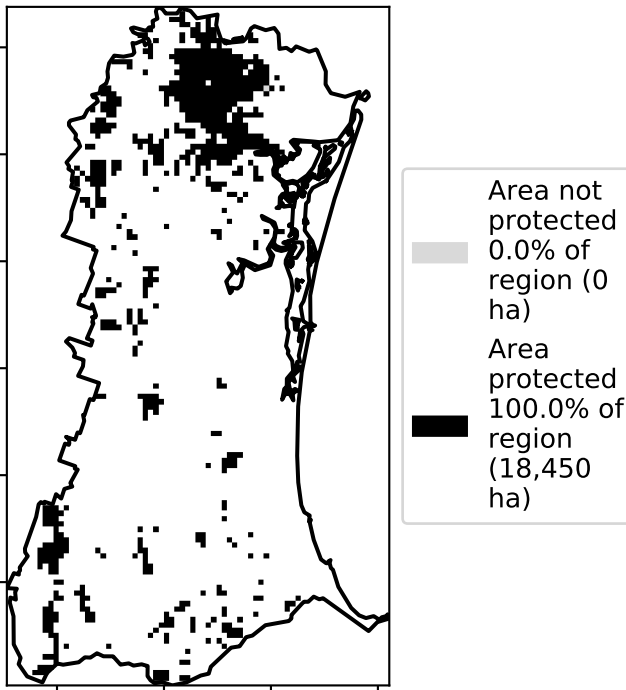 Area not
protected
0.0% of
region (0
ha)
Area
protected
100.0% of
region
(18,450
ha)